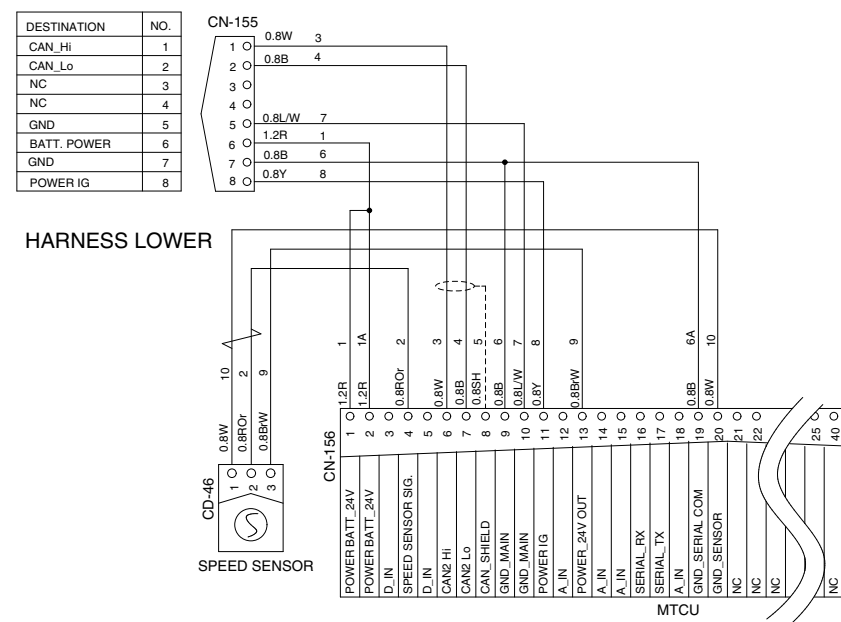 DESTINATION NO.
CAN_Hi 1
CAN_Lo 2
NC 3
NC 4
GND 5
BATT. POWER 6
GND 7
POWER IG 8
CN-155
1 0.8W 3
2 0.8B 4
3
4
5 0.8L/W 7
6 1.2R 1
7 0.8B 6
8 0.8Y 8
HARNESS LOWER
10 2 9
0.8W 0.8ROr 0.8BrW
CD-46
1 2 3
SPEED SENSOR
1 1A 2 3 4 5 6 7 8 9 6A 10
1.2R 1.2R 0.8ROr 0.8W 0.8B 0.8SH 0.8B 0.8L/W 0.8Y 0.8BrW 0.8B 0.8W
CN-156
1 2 3 4 5 6 7 8 9 10 11 12 13 14 15 16 17 18 19 20 21 22 25 40
POWER BATT_24V
POWER BATT_24V
D_IN
SPEED SENSOR SIG.
D_IN
CAN2 Hi
CAN2 Lo
CAN_SHIELD
GND_MAIN
GND_MAIN
POWER IG
A_IN
POWER_24V OUT
A_IN
A_IN
SERIAL_RX
SERIAL_TX
A_IN
GND_SERIAL COM
GND_SENSOR
NC
NC
NC
NC
MTCU